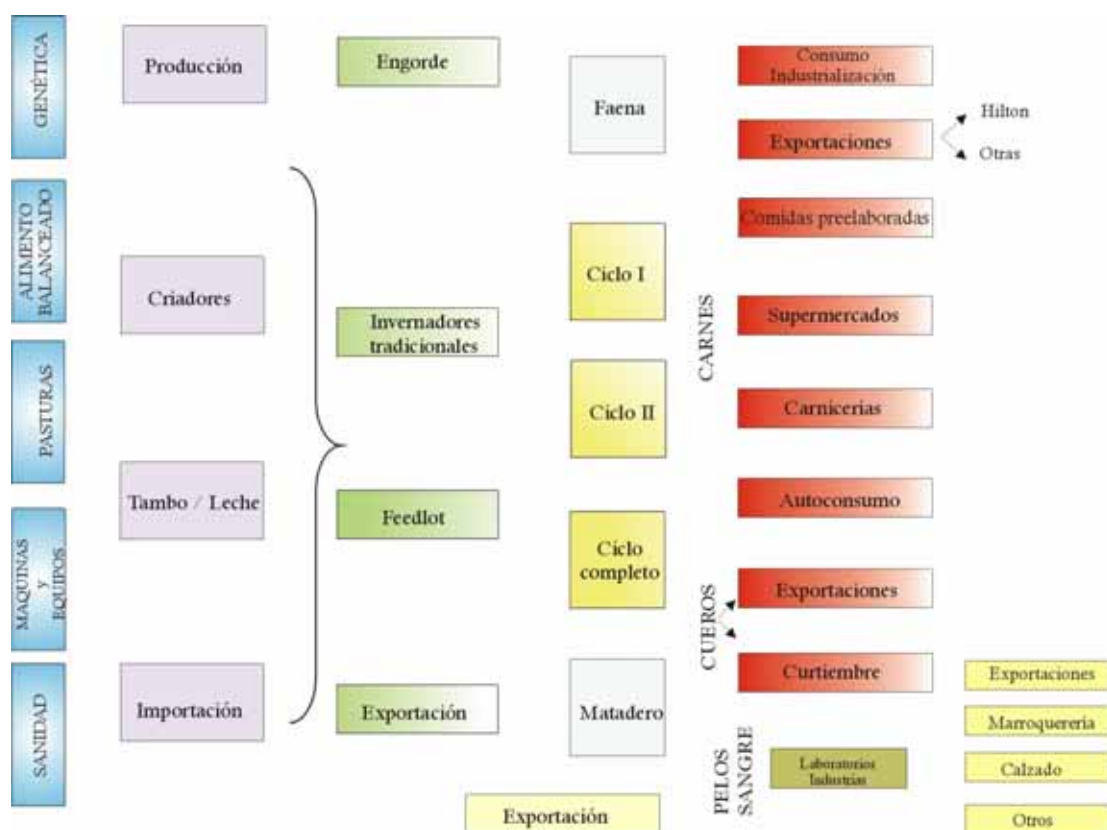 GENÉTICA
ALIMENTO
BALANCEADO
PASTURAS
MAQUINAS
y
EQUIPOS
SANIDAD
Producción
Criadores
Tambo / Leche
Importación
Engorde
Invernadores
tradicionales
Feedlot
Exportación
Faena
Ciclo I
Ciclo II
Ciclo
completo
Matadero
Exportación
CARNES
CUEROS
PELOS
SANGRE
Consumo
Industrialización
Exportaciones
Hilton
Otras
Comidas preelaboradas
Supermercados
Carnicerias
Autoconsumo
Exportaciones
Curtiembre
Laboratorios
Industrias
Exportaciones
Marroquereria
Calzado
Otros